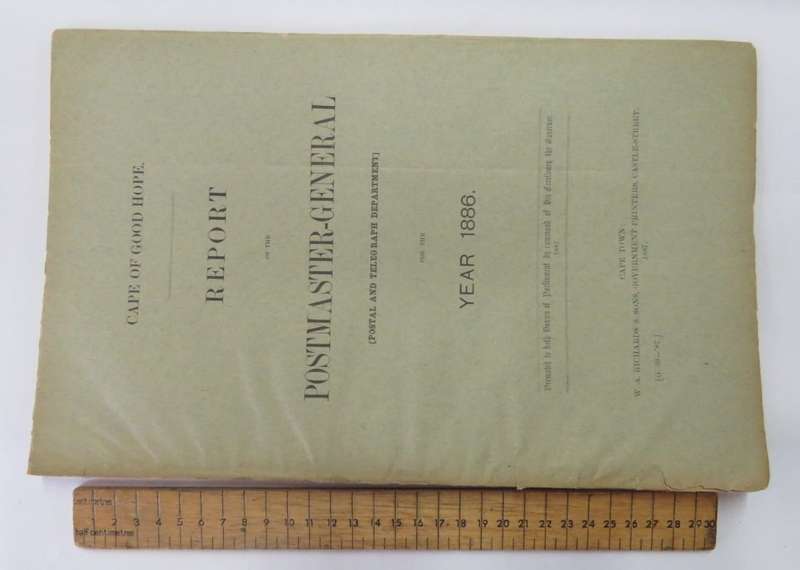 CAPE OF GOOD HOPE.
REPORT
OF THE
POSTMASTER-GENERAL
(POSTAL AND TELEGRAPH DEPARTMENT)
FOR THE
YEAR 1886.
Presented to both Houses of Parliament by command of His Excellency the Governor.
1887.
CAPE TOWN:
W. A. RICHARDS & SONS, GOVERNMENT PRINTERS, CASTLE-STREET.
1887.
centimetres
1 2 3 4 5 6 7 8 9 10 11 12 13 14 15 16 17 18 19 20 21 22 23 24 25 26 27 28 29 30
half centimetres